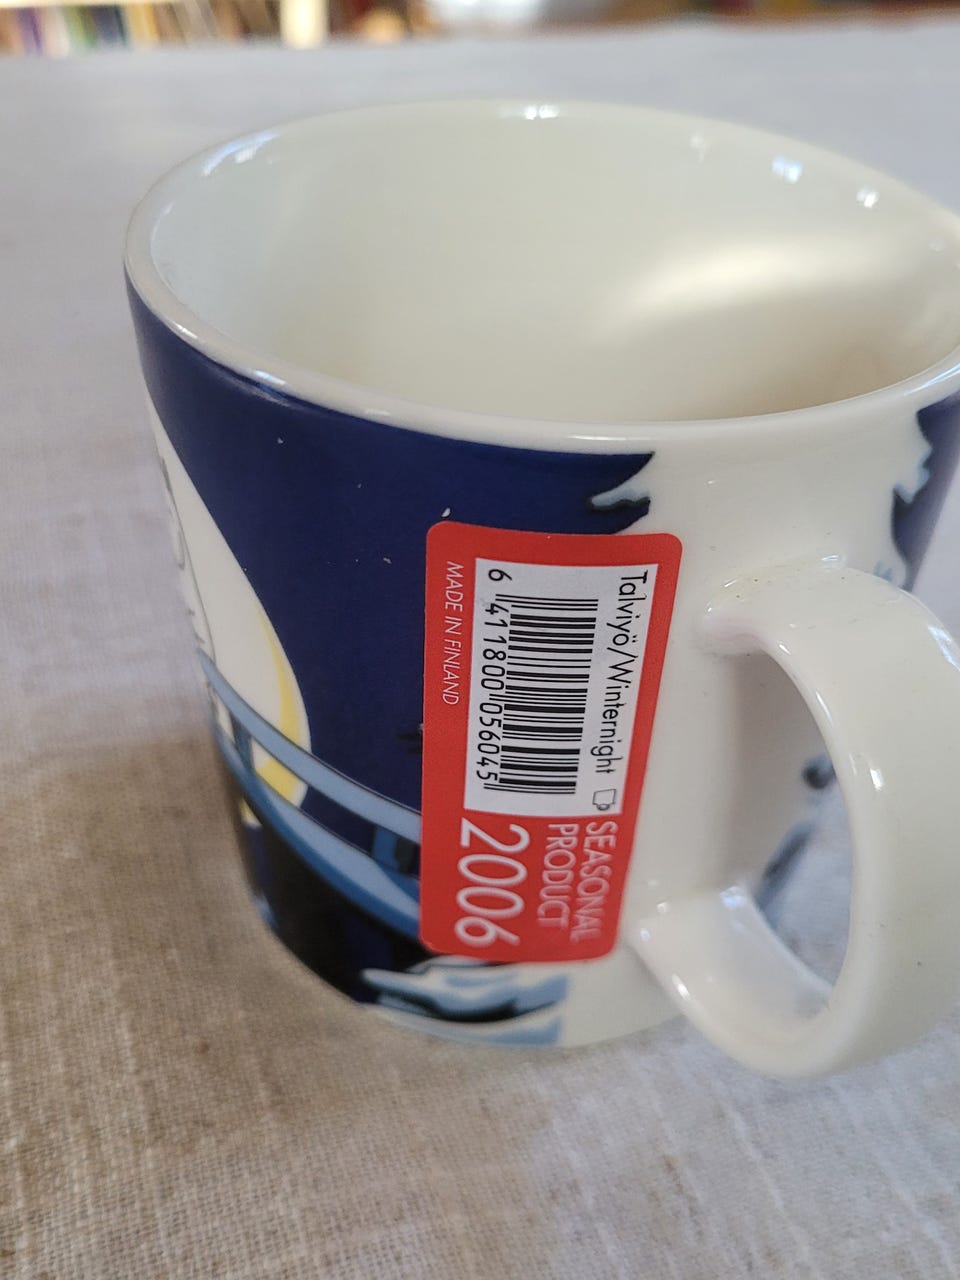 Talviyö/Winternight
6 411800 056045
MADE IN FINLAND
SEASONAL
PRODUCT
2006